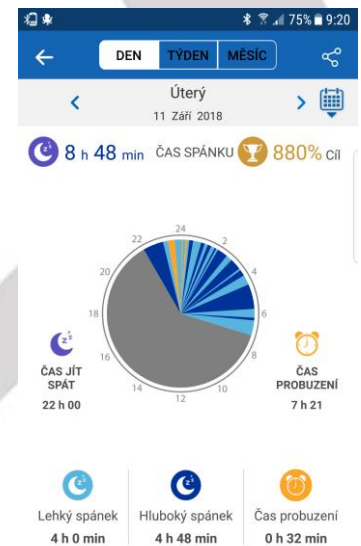 75% 9:20
DEN TÝDEN MĚSÍC
Úterý
11 Září 2018
8 h 48 min ČAS SPÁNKU 880% Cíl
24
22 2
20 4
18 6
16 8
14 10
12
ČAS JÍT
SPÁT
22 h 00
ČAS
PROBUZENÍ
7 h 21
Lehký spánek
4 h 0 min
Hluboký spánek
4 h 48 min
Čas probuzení
0 h 32 min